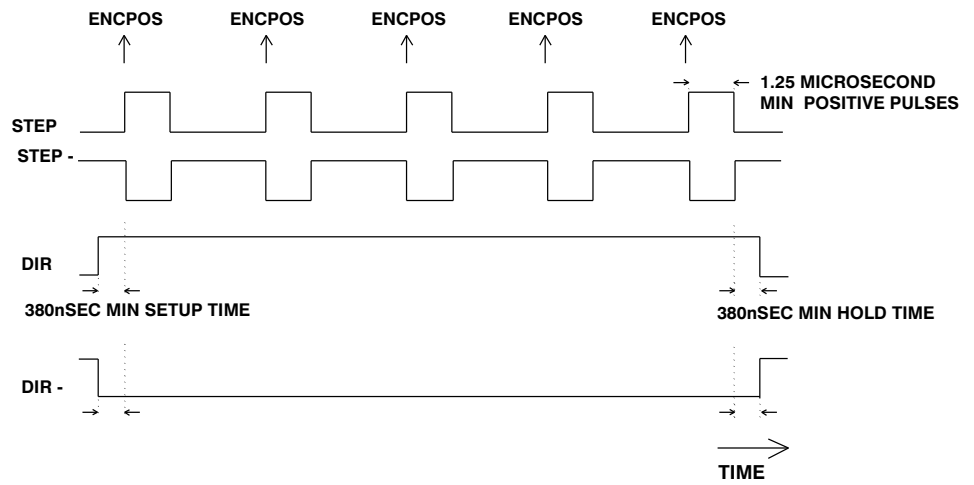 ENCPOS ENCPOS ENCPOS ENCPOS ENCPOS
1.25 MICROSECOND
MIN POSITIVE PULSES
STEP
STEP -
DIR
380nSEC MIN SETUP TIME
380nSEC MIN HOLD TIME
DIR -
TIME